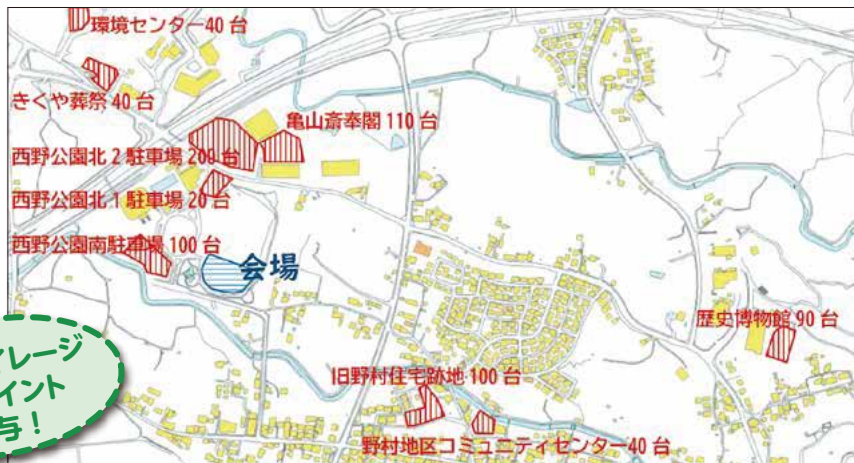 環境センター40台
きくや葬祭 40台
亀山斎奉閣 110台
西野公園北2駐車場 200台
西野公園北1駐車場 20台
西野公園南駐車場 100台
会場
歴史博物館 90台
旧野村住宅跡地 100台
野村地区コミュニティセンター40台
イレージ
イント
与！